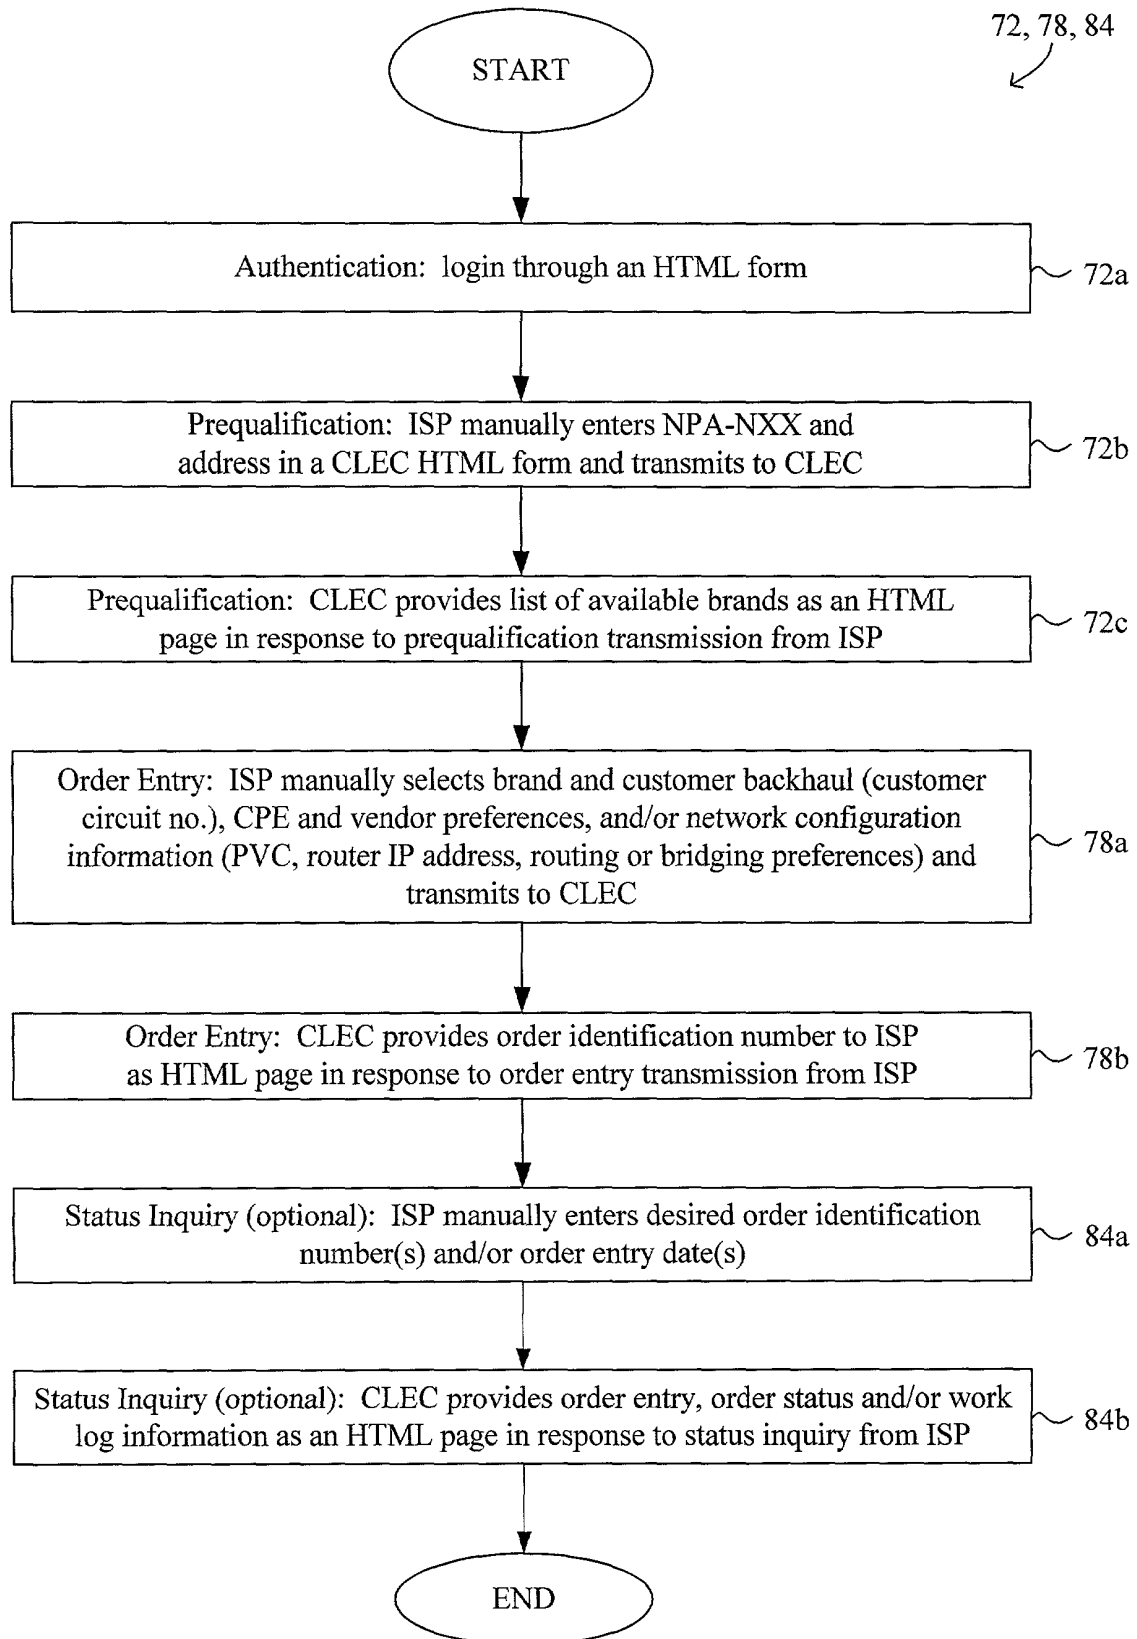 72, 78, 84
START
Authentication: login through an HTML form
72a
Prequalification: ISP manually enters NPA-NXX and
address in a CLEC HTML form and transmits to CLEC
72b
Prequalification: CLEC provides list of available brands as an HTML
page in response to prequalification transmission from ISP
72c
Order Entry: ISP manually selects brand and customer backhaul (customer
circuit no.), CPE and vendor preferences, and/or network configuration
information (PVC, router IP address, routing or bridging preferences) and
transmits to CLEC
78a
Order Entry: CLEC provides order identification number to ISP
as HTML page in response to order entry transmission from ISP
78b
Status Inquiry (optional): ISP manually enters desired order identification
number(s) and/or order entry date(s)
84a
Status Inquiry (optional): CLEC provides order entry, order status and/or work
log information as an HTML page in response to status inquiry from ISP
84b
END